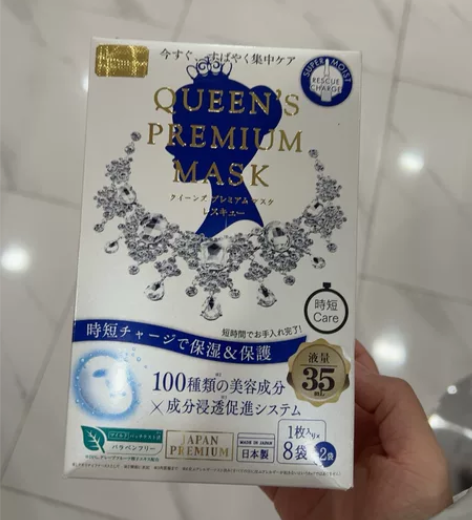 今すぐ、すばやく集中ケア
SUPER MOIST
RESCUE
CHARGE
QUEEN'S
PREMIUM
MASK
クイーンズ プレミアム マスク
レスキュー
時短
Care
短時間でお手入れ完了!
時短チャージで保湿&保護
液量
35
mL
100種類の美容成分
×成分浸透促進システム
パラベンフリー
JAPAN
PREMIUM
MADE IN JAPAN
日本製
1枚入り×
8袋
2袋